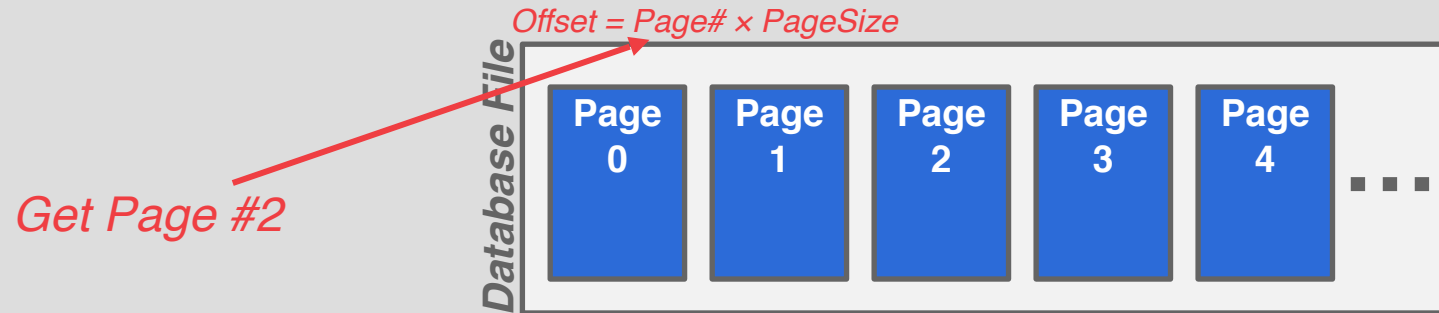 Offset = Page# × PageSize
Get Page #2
Database File
Page
0
Page
1
Page
2
Page
3
Page
4
...